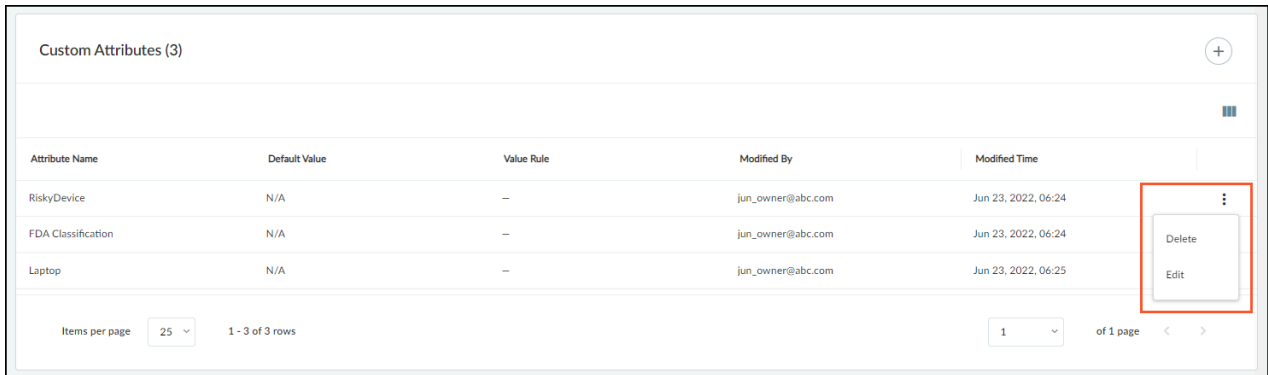 Custom Attributes (3)
Attribute Name Default Value Value Rule Modified By Modified Time
RiskyDevice N/A — jun_owner@abc.com Jun 23, 2022, 06:24
FDA Classification N/A — jun_owner@abc.com Jun 23, 2022, 06:24
Delete
Laptop N/A — jun_owner@abc.com Jun 23, 2022, 06:25
Edit
Items per page 25 1 - 3 of 3 rows 1 of 1 page